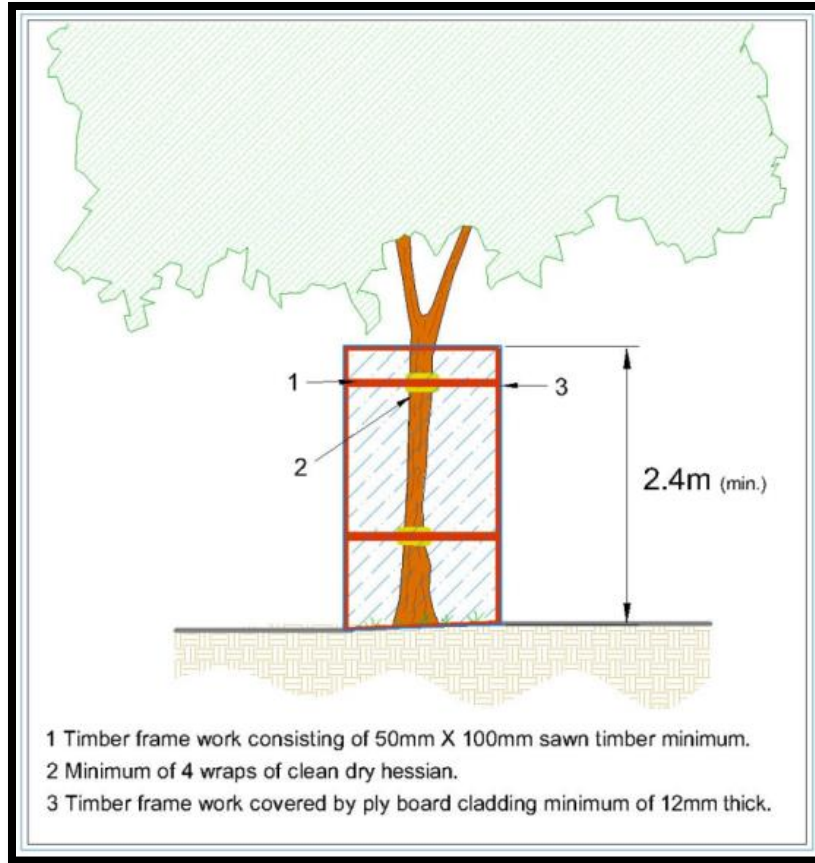 1
3
2
2.4m (min.)
1 Timber frame work consisting of 50mm X 100mm sawn timber minimum.
2 Minimum of 4 wraps of clean dry hessian.
3 Timber frame work covered by ply board cladding minimum of 12mm thick.